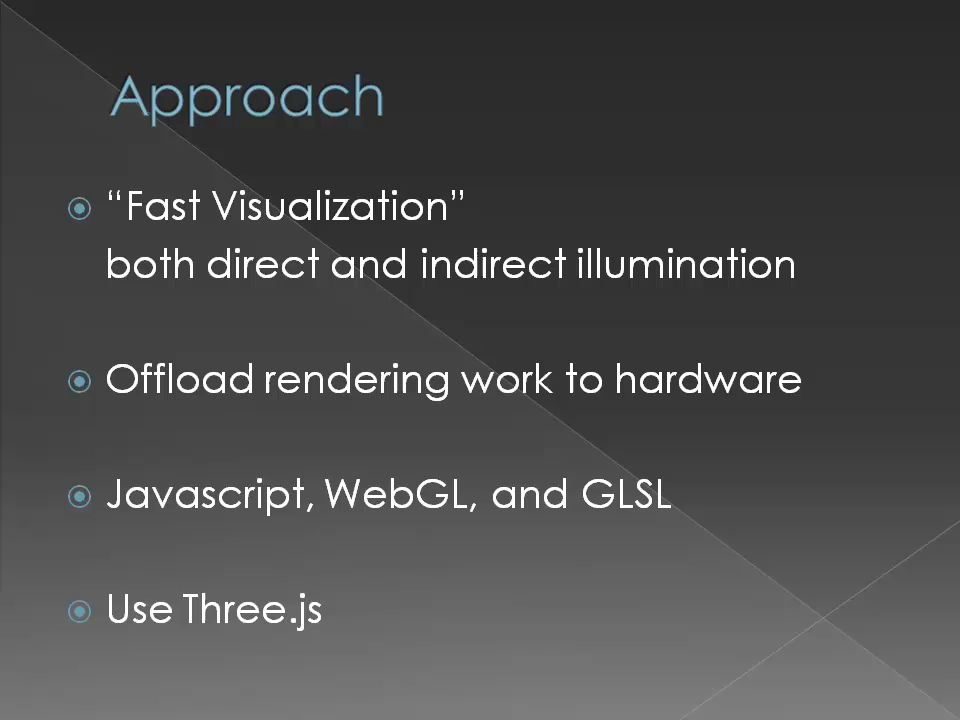 Approach
“Fast Visualization”
both direct and indirect illumination
Offload rendering work to hardware
Javascript, WebGL, and GLSL
Use Three.js